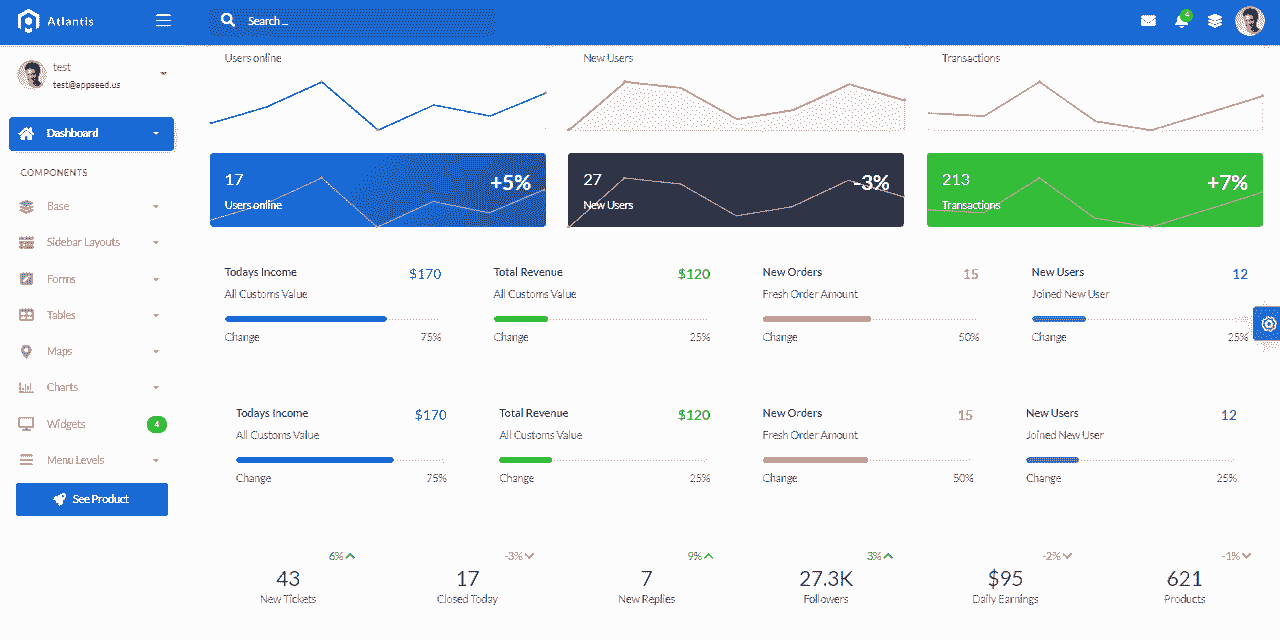 Atlantis
Search ...
4
test
test@appseed.us
Dashboard
COMPONENTS
Base
Sidebar Layouts
Forms
Tables
Maps
Charts
Widgets
4
Menu Levels
See Product
Users online
New Users
Transactions
17
+5%
Users online
27
-3%
New Users
213
+7%
Transactions
Todays Income
$170
All Customs Value
Change
75%
Total Revenue
$120
All Customs Value
Change
25%
New Orders
15
Fresh Order Amount
Change
50%
New Users
12
Joined New User
Change
25%
Todays Income
$170
All Customs Value
Change
75%
Total Revenue
$120
All Customs Value
Change
25%
New Orders
15
Fresh Order Amount
Change
50%
New Users
12
Joined New User
Change
25%
6%
43
New Tickets
-3%
17
Closed Today
9%
7
New Replies
3%
27.3K
Followers
-2%
$95
Daily Earnings
-1%
621
Products